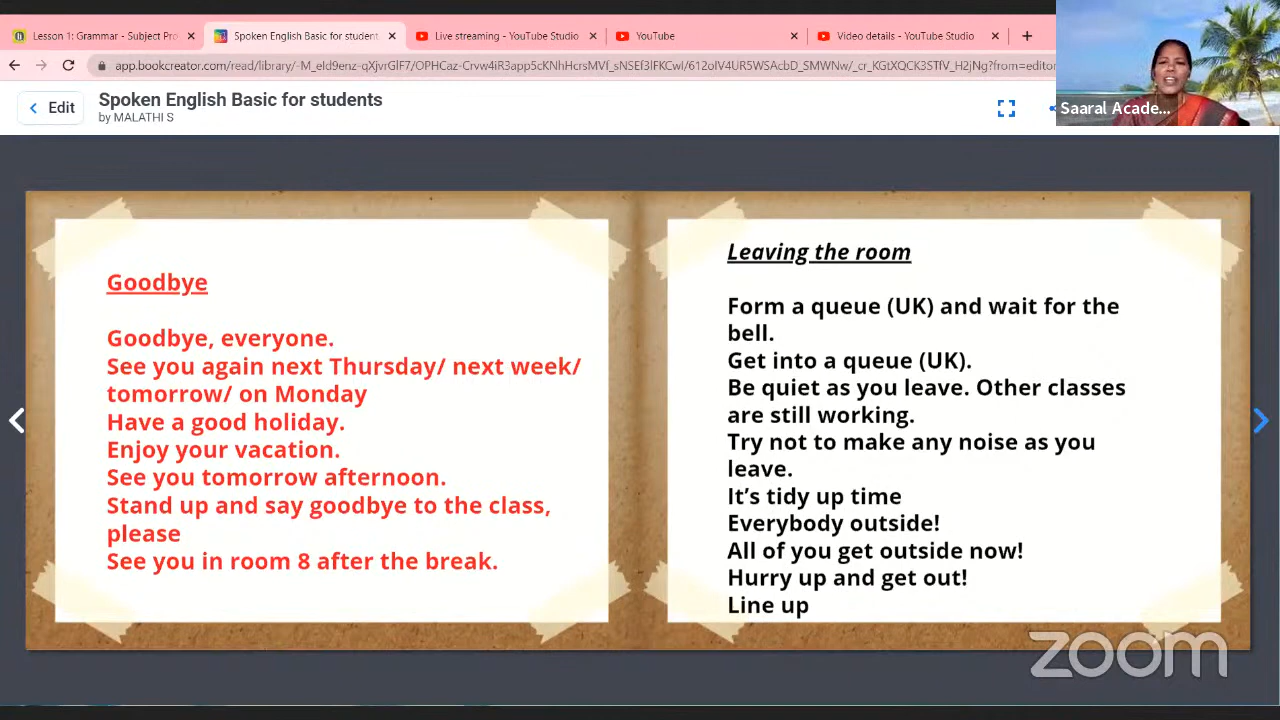 Lesson 1: Grammar - Subject Pro
Spoken English Basic for student
Live streaming - YouTube Studio
YouTube
Video details - YouTube Studio
Edit
Spoken English Basic for students
by MALATHI S
Saaral Acade...
Goodbye
Goodbye, everyone.
See you again next Thursday/ next week/
tomorrow/ on Monday
Have a good holiday.
Enjoy your vacation.
See you tomorrow afternoon.
Stand up and say goodbye to the class,
please
See you in room 8 after the break.
Leaving the room
Form a queue (UK) and wait for the
bell.
Get into a queue (UK).
Be quiet as you leave. Other classes
are still working.
Try not to make any noise as you
leave.
It's tidy up time
Everybody outside!
All of you get outside now!
Hurry up and get out!
Line up
zoom